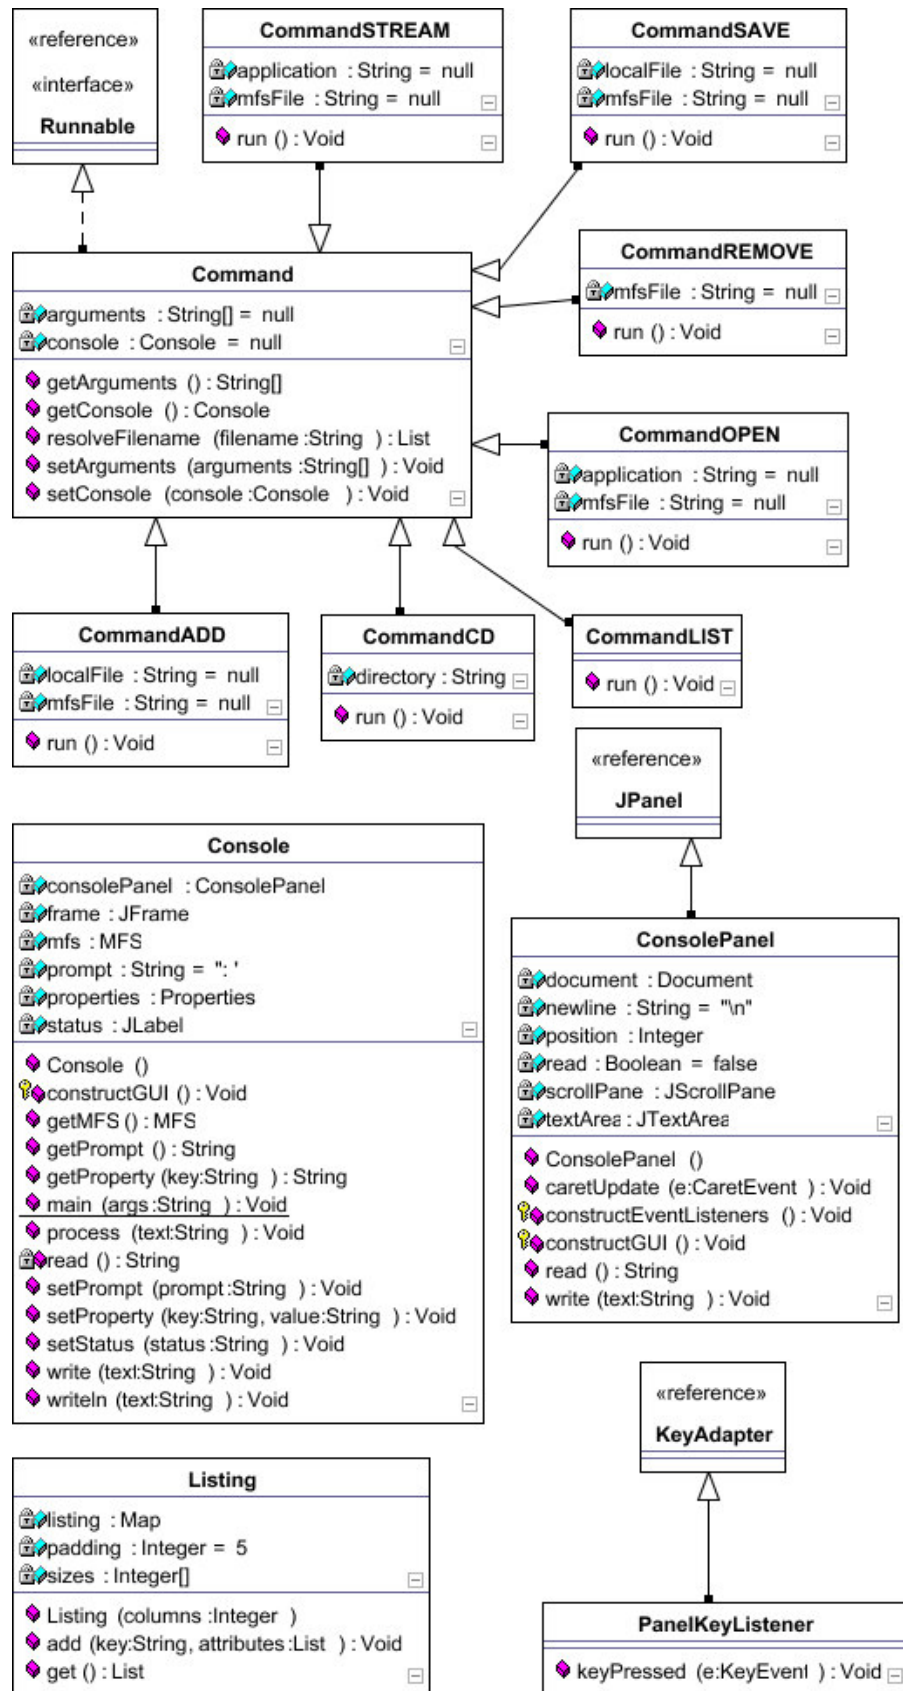 «reference»
«interface»
Runnable
CommandSTREAM
application : String = null
mfsFile : String = null
run () : Void
CommandSAVE
localFile : String = null
mfsFile : String = null
run () : Void
Command
arguments : String[] = null
console : Console = null
getArguments () : String[]
getConsole () : Console
resolveFilename (filename :String ) : List
setArguments (arguments :String[] ) : Void
setConsole (console :Console ) : Void
CommandREMOVE
mfsFile : String = null
run () : Void
CommandOPEN
application : String = null
mfsFile : String = null
run () : Void
CommandADD
localFile : String = null
mfsFile : String = null
run () : Void
CommandCD
directory : String
run () : Void
CommandLIST
run () : Void
«reference»
JPanel
Console
consolePanel : ConsolePanel
frame : JFrame
mfs : MFS
prompt : String = ": '
properties : Properties
status : JLabel
Console ()
constructGUI () : Void
getMFS () : MFS
getPrompt () : String
getProperty (key:String ) : String
main (args:String ) : Void
process (text:String ) : Void
read () : String
setPrompt (prompt:String ) : Void
setProperty (key:String, value:String ) : Void
setStatus (status :String ) : Void
write (text:String ) : Void
writeln (text:String ) : Void
ConsolePanel
document : Document
newline : String = "\n"
position : Integer
read : Boolean = false
scrollPane : JScrollPane
textArea : JTextArea
ConsolePanel ()
caretUpdate (e:CaretEvent ) : Void
constructEventListeners () : Void
constructGUI () : Void
read () : String
write (text:String ) : Void
«reference»
KeyAdapter
Listing
listing : Map
padding : Integer = 5
sizes : Integer[]
Listing (columns :Integer )
add (key:String, attributes :List ) : Void
get () : List
PanelKeyListener
keyPressed (e:KeyEvent ) : Void